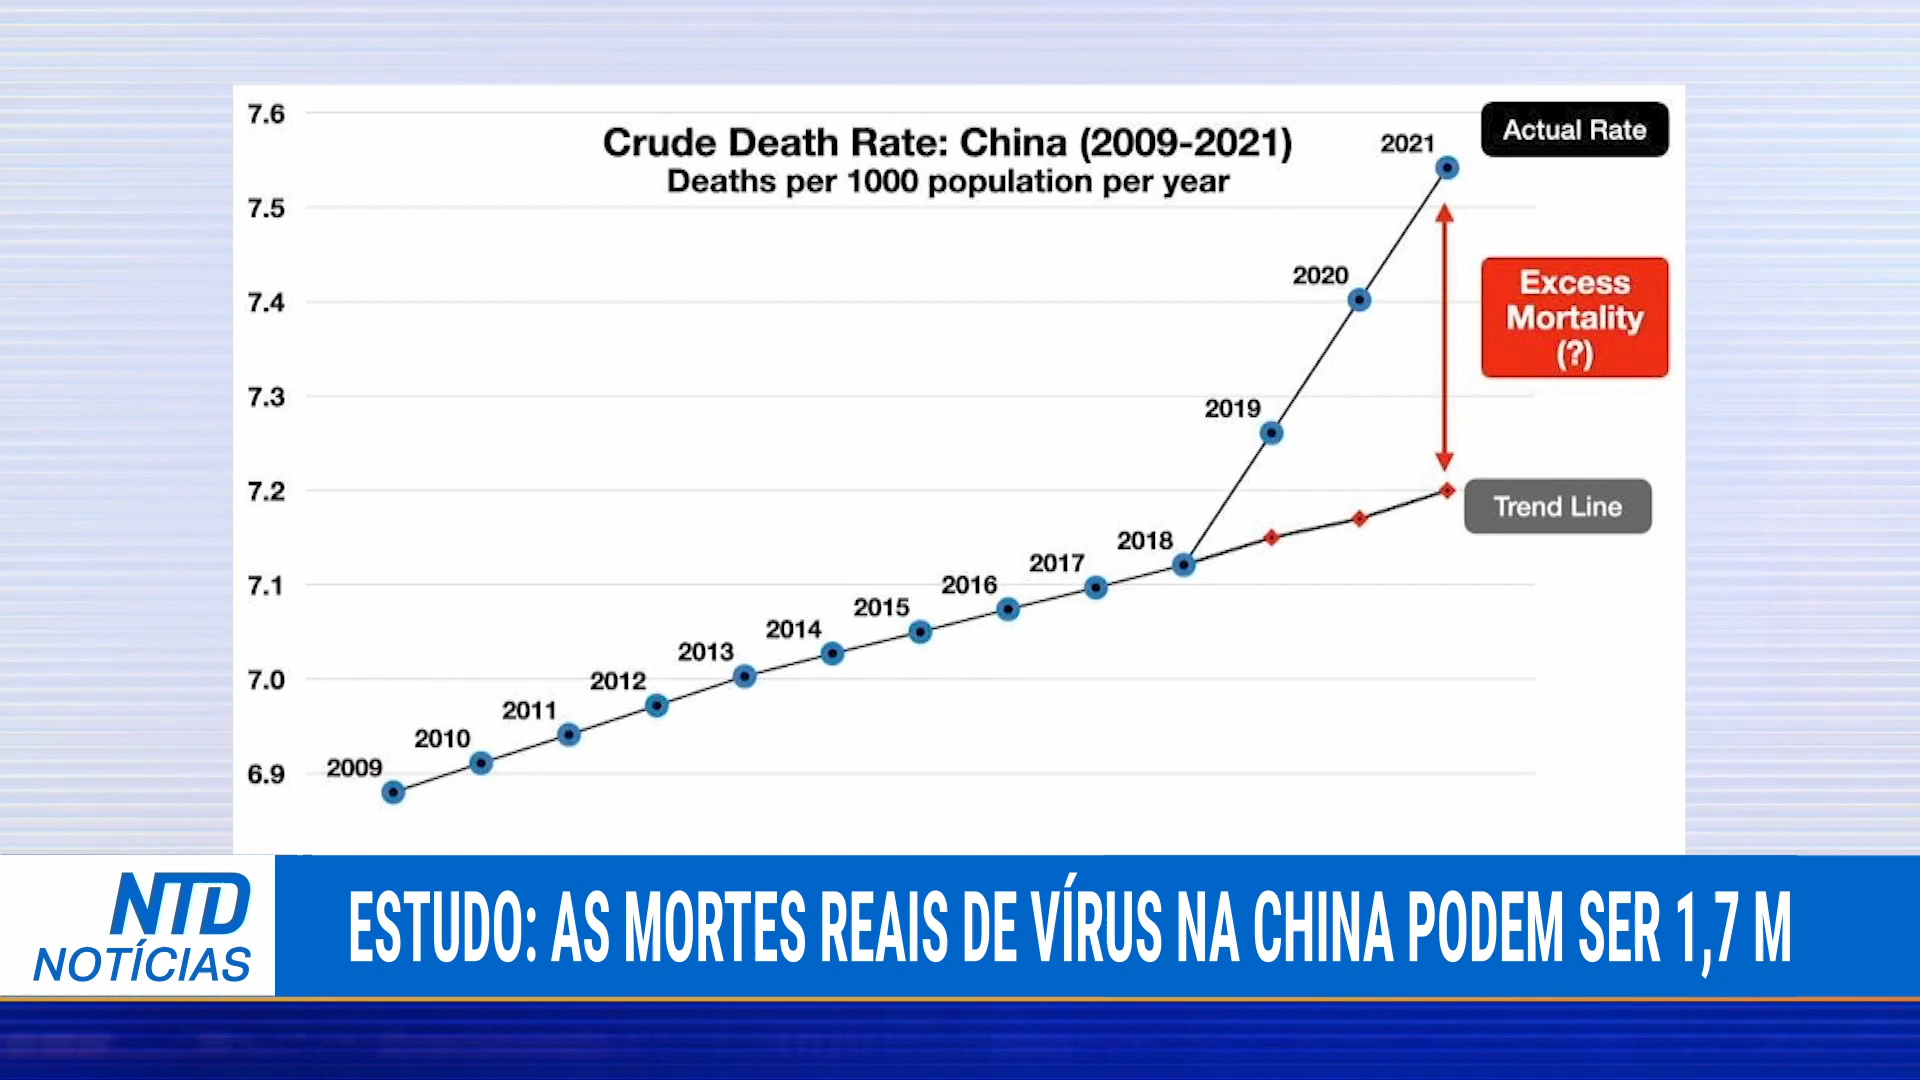 7.6
Crude Death Rate: China (2009-2021)
Deaths per 1000 population per year
2021
Actual Rate
7.5
2020
7.4
Excess
Mortality
(?)
7.3
2019
7.2
Trend Line
2018
2017
7.1
2016
2015
2014
2013
7.0
2012
2011
2010
6.9
2009
NTD
NOTÍCIAS
ESTUDO: AS MORTES REAIS DE VÍRUS NA CHINA PODEM SER 1,7 M